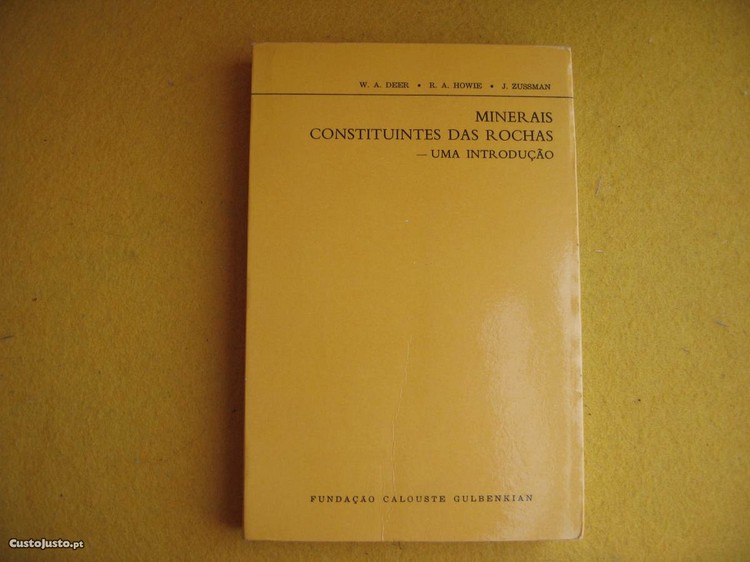 W. A. DEER • R. A. HOWIE • J. ZUSSMAN
MINERAIS
CONSTITUINTES DAS ROCHAS
— UMA INTRODUÇÃO
FUNDAÇÃO CALOUSTE GULBENKIAN
CustoJusto.pt